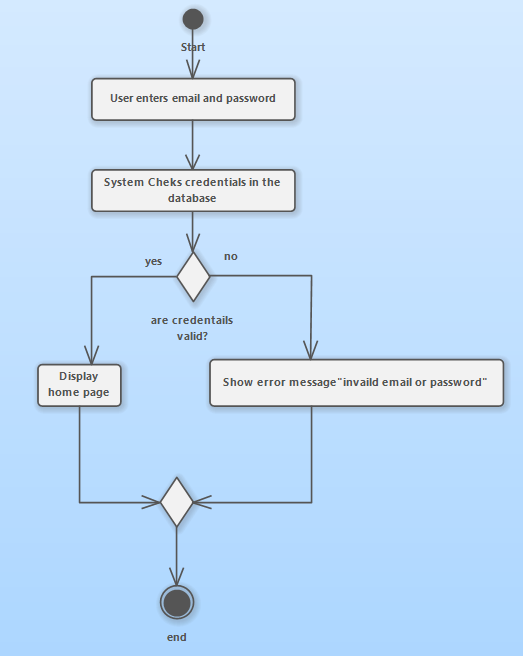 Start
User enters email and password
System Cheks credentials in the
database
yes
no
are credentails
valid?
Display
home page
Show error message"invaild email or password"
end